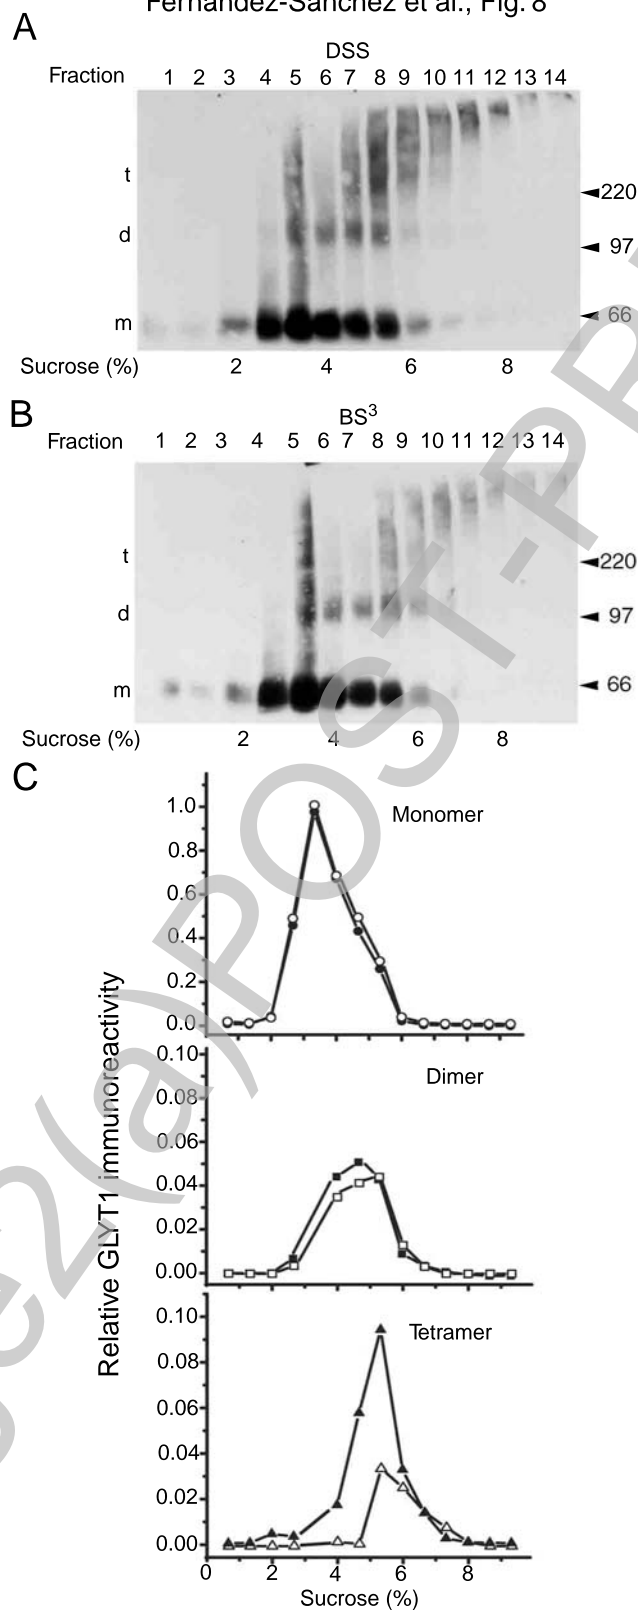 Fernandez-Sanchez et al., Fig. 8
A
DSS
Fraction 1 2 3 4 5 6 7 8 9 10 11 12 13 14
t
220
d
97
66
m
Sucrose (%) 2 4 6 8
B
BS3
Fraction 1 2 3 4 5 6 7 8 9 10 11 12 13 14
t
220
d
97
m
66
Sucrose (%) 2 4 6 8
C
Relative GLYT1 immunoreactivity
Monomer
1.0
0.8
0.6
0.4
0.2
0.0
Dimer
0.10
0.08
0.06
0.04
0.02
0.00
Tetramer
0.10
0.08
0.06
0.04
0.02
0.00
0 2 4 6 8
Sucrose (%)
e2(a)POST-PR